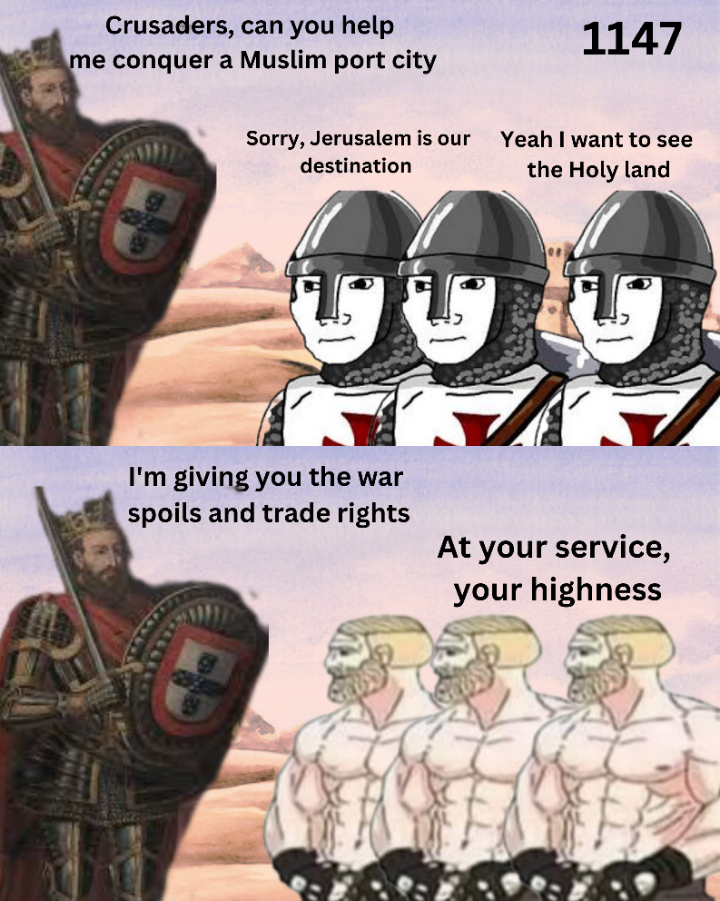 Crusaders, can you help
me conquer a Muslim port city
1147
Sorry, Jerusalem is our
destination
Yeah I want to see
the Holy land
I'm giving you the war
spoils and trade rights
At your service,
your highness